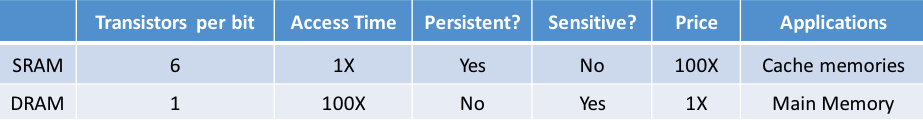 Transistors per bit Access Time Persistent? Sensitive? Price Applications
SRAM 6 1X Yes No 100X Cache memories
DRAM 1 100X No Yes 1X Main Memory